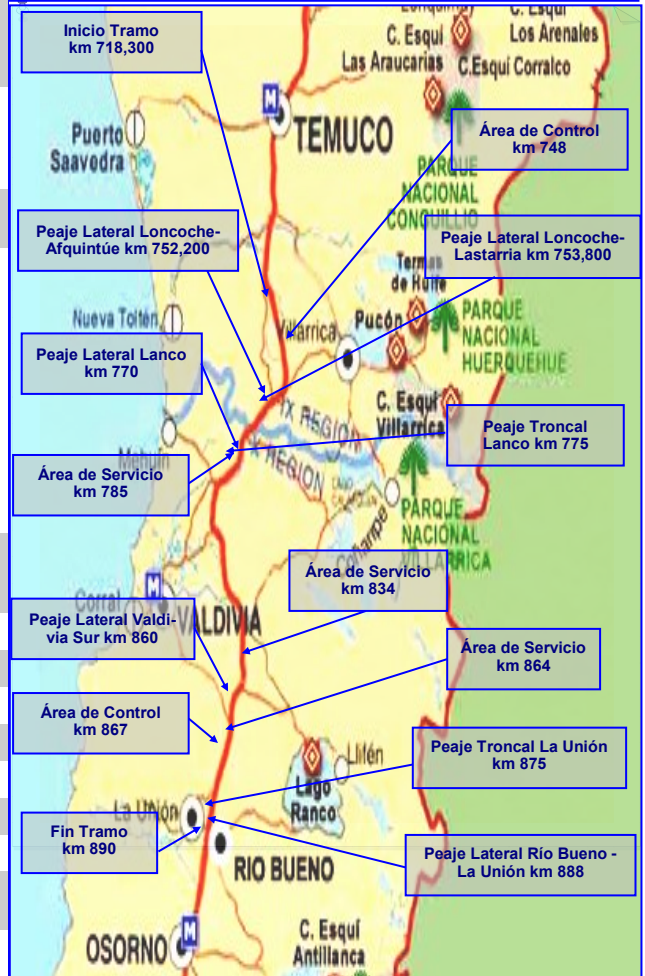 Lonquimay
C. Esquí
Los Arenales
C. Esquí
Las Araucarias
C.Esquí Corralco
Inicio Tramo
km 718,300
M
TEMUCO
Puerto
Saavedra
Área de Control
km 748
PARQUE
NACIONAL
CONGUILLIO
Peaje Lateral Loncoche-
Afquintúe km 752,200
Peaje Lateral Loncoche-
Lastarria km 753,800
Termas
de Huife
Nueva Toltén
Villarrica
Pucón
PARQUE
NACIONAL
HUERQUEHUE
Peaje Lateral Lanco
km 770
C. Esquí
Villarrica
IX REGION
X REGION
Peaje Troncal
Lanco km 775
Mehuín
Área de Servicio
km 785
PARQUE
NACIONAL
VILLARRICA
Coñaripe
Área de Servicio
km 834
M
Corral
VALDIVIA
Peaje Lateral Valdi-
via Sur km 860
Área de Servicio
km 864
Área de Control
km 867
Llifén
Lago
Ranco
Peaje Troncal La Unión
km 875
La Unión
Fin Tramo
km 890
RIO BUENO
Peaje Lateral Río Bueno -
La Unión km 888
M
OSORNO
C. Esquí
Antillanca